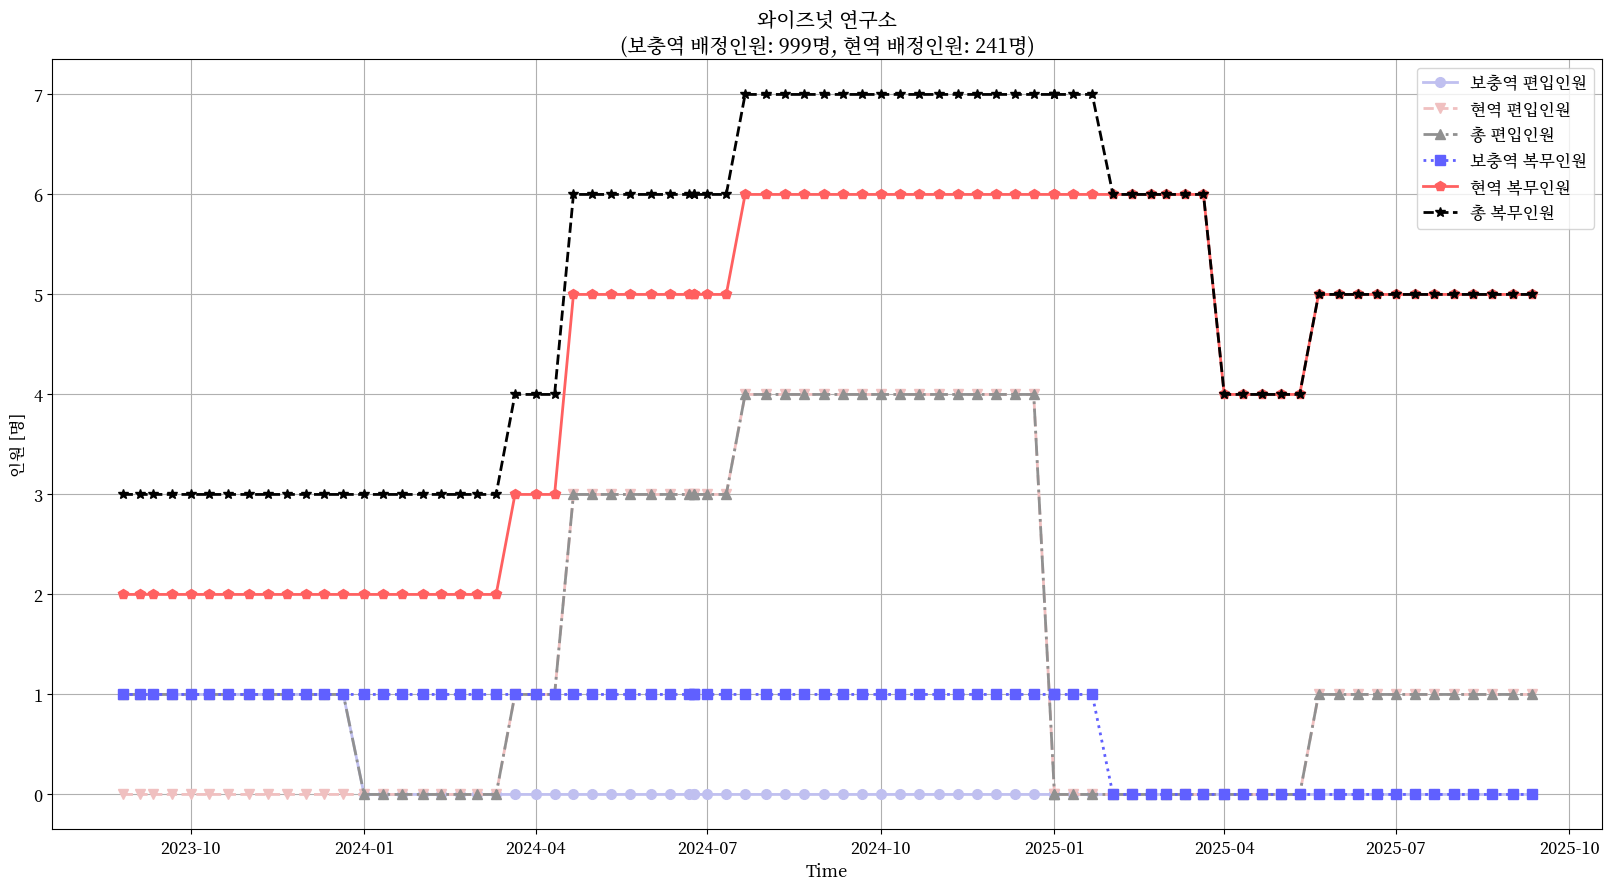 와이즈넛 연구소
(보충역 배정인원: 999명, 현역 배정인원: 241명)
보충역 편입인원
현역 편입인원
총 편입인원
보충역 복무인원
현역 복무인원
총 복무인원
인원 [명]
7
6
5
4
3
2
1
0
2023-10
2024-01
2024-04
2024-07
2024-10
2025-01
2025-04
2025-07
2025-10
Time